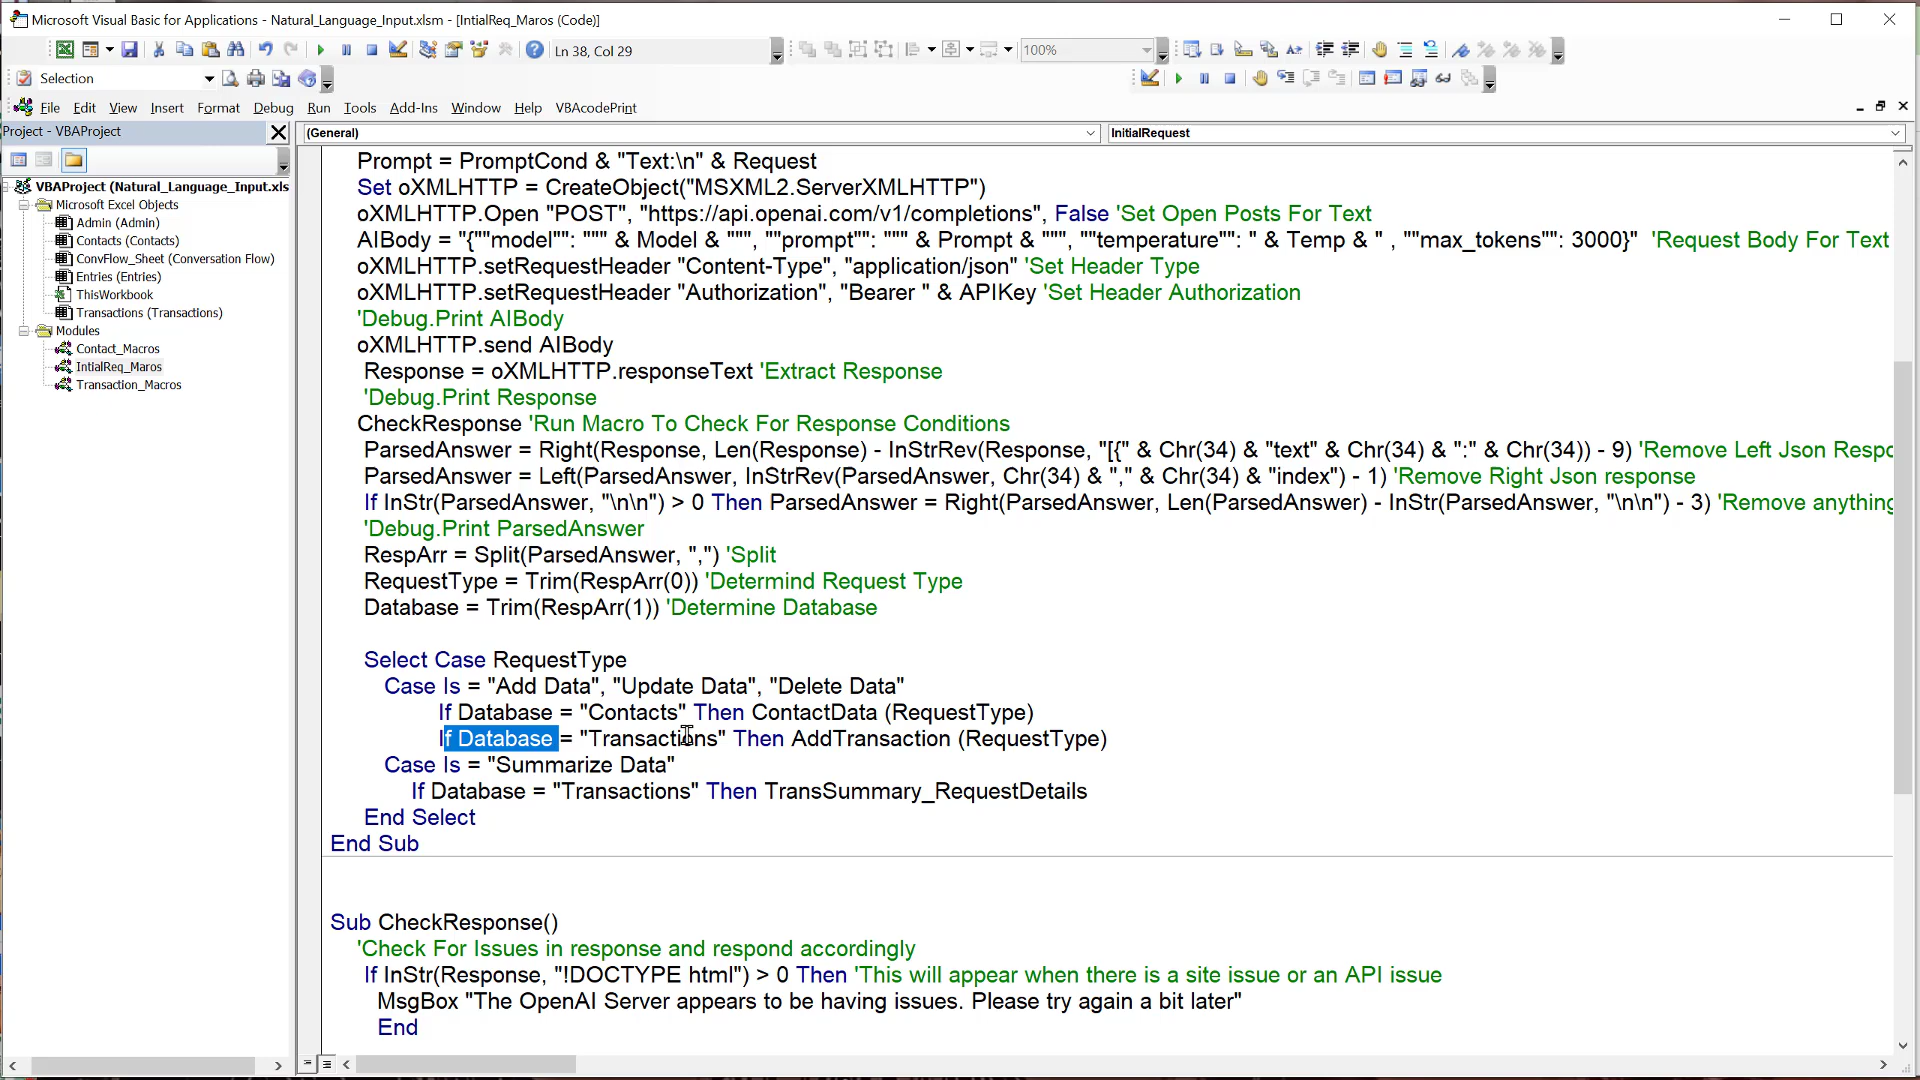 Microsoft Visual Basic for Applications - Natural_Language_Input.xlsm - [IntialReq_Maros (Code)]
Ln 38, Col 29
100%
Selection
File Edit View Insert Format Debug Run Tools Add-Ins Window Help VBAcodePrint
Project - VBAProject
(General)
InitialRequest
VBAProject (Natural_Language_Input.xls
Microsoft Excel Objects
Admin (Admin)
Contacts (Contacts)
ConvFlow_Sheet (Conversation Flow)
Entries (Entries)
ThisWorkbook
Transactions (Transactions)
Modules
Contact_Macros
IntialReq_Maros
Transaction_Macros
Prompt = PromptCond & "Text:\n" & Request
Set oXMLHTTP = CreateObject("MSXML2.ServerXMLHTTP")
oXMLHTTP.Open "POST", "https://api.openai.com/v1/completions", False 'Set Open Posts For Text
AIBody = "{""model"": """ & Model & """, ""prompt"": """ & Prompt & """, ""temperature"": " & Temp & " , ""max_tokens"": 3000}" 'Request Body For Text
oXMLHTTP.setRequestHeader "Content-Type", "application/json" 'Set Header Type
oXMLHTTP.setRequestHeader "Authorization", "Bearer " & APIKey 'Set Header Authorization
'Debug.Print AIBody
oXMLHTTP.send AIBody
Response = oXMLHTTP.responseText 'Extract Response
'Debug.Print Response
CheckResponse 'Run Macro To Check For Response Conditions
ParsedAnswer = Right(Response, Len(Response) - InStrRev(Response, "[{" & Chr(34) & "text" & Chr(34) & ":" & Chr(34)) - 9) 'Remove Left Json Respo
ParsedAnswer = Left(ParsedAnswer, InStrRev(ParsedAnswer, Chr(34) & "," & Chr(34) & "index") - 1) 'Remove Right Json response
If InStr(ParsedAnswer, "\n\n") > 0 Then ParsedAnswer = Right(ParsedAnswer, Len(ParsedAnswer) - InStr(ParsedAnswer, "\n\n") - 3) 'Remove anything
'Debug.Print ParsedAnswer
RespArr = Split(ParsedAnswer, ",") 'Split
RequestType = Trim(RespArr(0)) 'Determind Request Type
Database = Trim(RespArr(1)) 'Determine Database
Select Case RequestType
Case Is = "Add Data", "Update Data", "Delete Data"
If Database = "Contacts" Then ContactData (RequestType)
If Database = "Transactions" Then AddTransaction (RequestType)
Case Is = "Summarize Data"
If Database = "Transactions" Then TransSummary_RequestDetails
End Select
End Sub
Sub CheckResponse()
'Check For Issues in response and respond accordingly
If InStr(Response, "!DOCTYPE html") > 0 Then 'This will appear when there is a site issue or an API issue
MsgBox "The OpenAI Server appears to be having issues. Please try again a bit later"
End